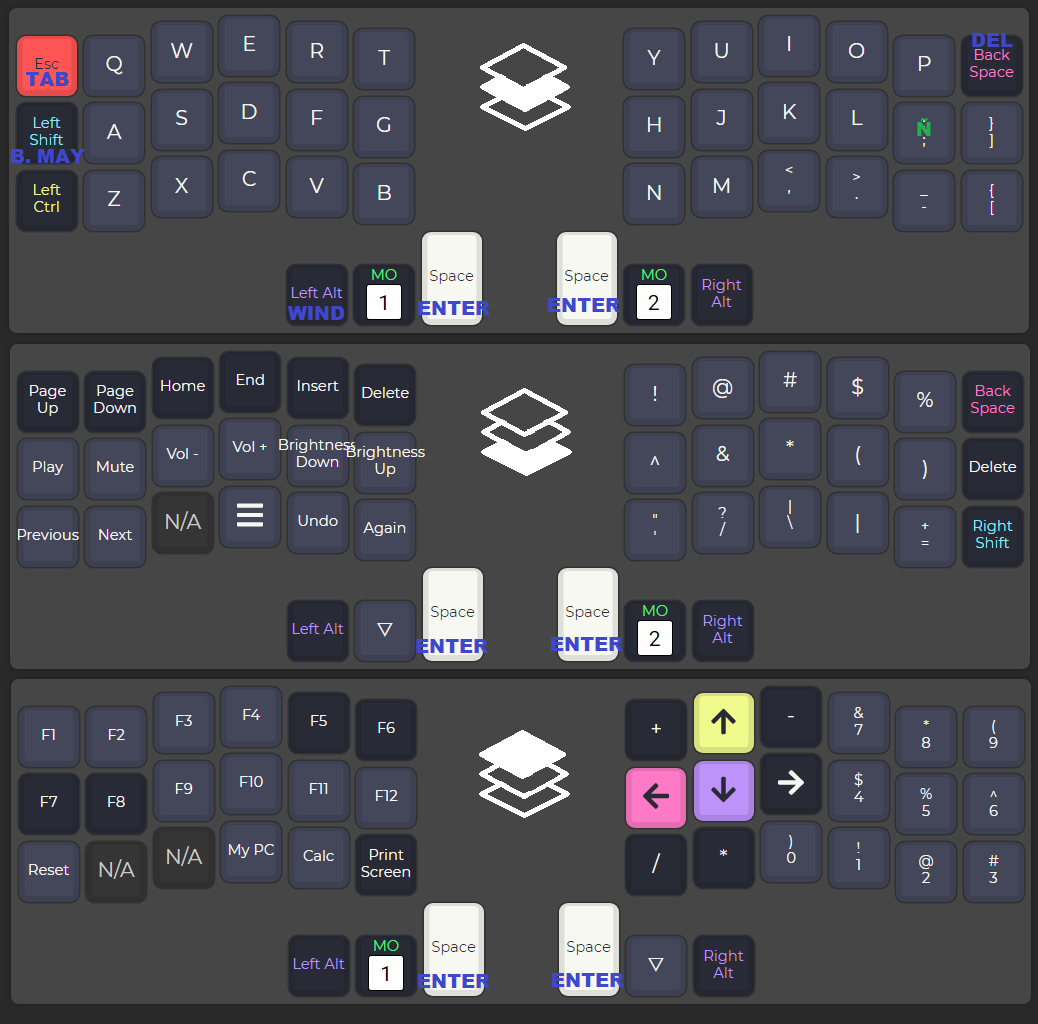 Esc Q W E R T Y U I O P DEL
TAB Back
Space
Left
Shift A S D F G H J K L Ñ ; } ]
B. MAY
Left
Ctrl Z X C V B N M < , > . _ - { [
Left Alt MO Space Space MO Right
WIND 1 ENTER ENTER 2 Alt
Page
Up Page
Down Home End Insert Delete ! @ # $ % Back
Space
Play Mute Vol - Vol + Brightness
Down Brightness
Up ^ & * ( ) Delete
Previous Next N/A Undo Again " ' ? / | \ | + = Right
Shift
Left Alt Space Space MO Right
ENTER ENTER 2 Alt
F1 F2 F3 F4 F5 F6 + - & 7 * 8 ( 9
F7 F8 F9 F10 F11 F12 $ 4 % 5 ^ 6
Reset N/A N/A My PC Calc Print
Screen / * ) 0 ! 1 @ 2 # 3
Left Alt MO Space Space Right
1 ENTER ENTER Alt